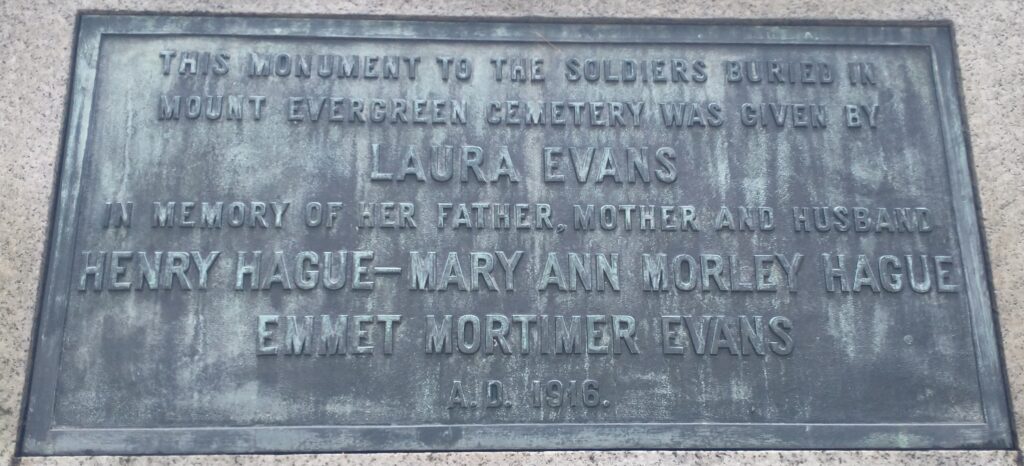 THIS MONUMENT TO THE SOLDIERS BURIED IN
MOUNT EVERGREEN CEMETERY WAS GIVEN BY
LAURA EVANS
IN MEMORY OF HER FATHER, MOTHER AND HUSBAND
HENRY HAGUE—MARY ANN MORLEY HAGUE
EMMET MORTIMER EVANS
A.D. 1916.